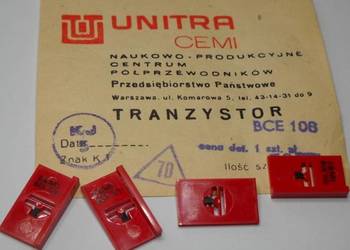 UNITRA
CEMI
NAUKOWO-PRODUKCYJNE
CENTRUM
PÓŁPRZEWODNIKÓW
Przedsiębiorstwo Państwowe
Warszawa, ul. Komarowa 5, tel. 43-14-31 do 9
TRANZYSTOR
BCE 108
KJ
Data
cena det. 1 szt.
Znak K
70
Ilość sz